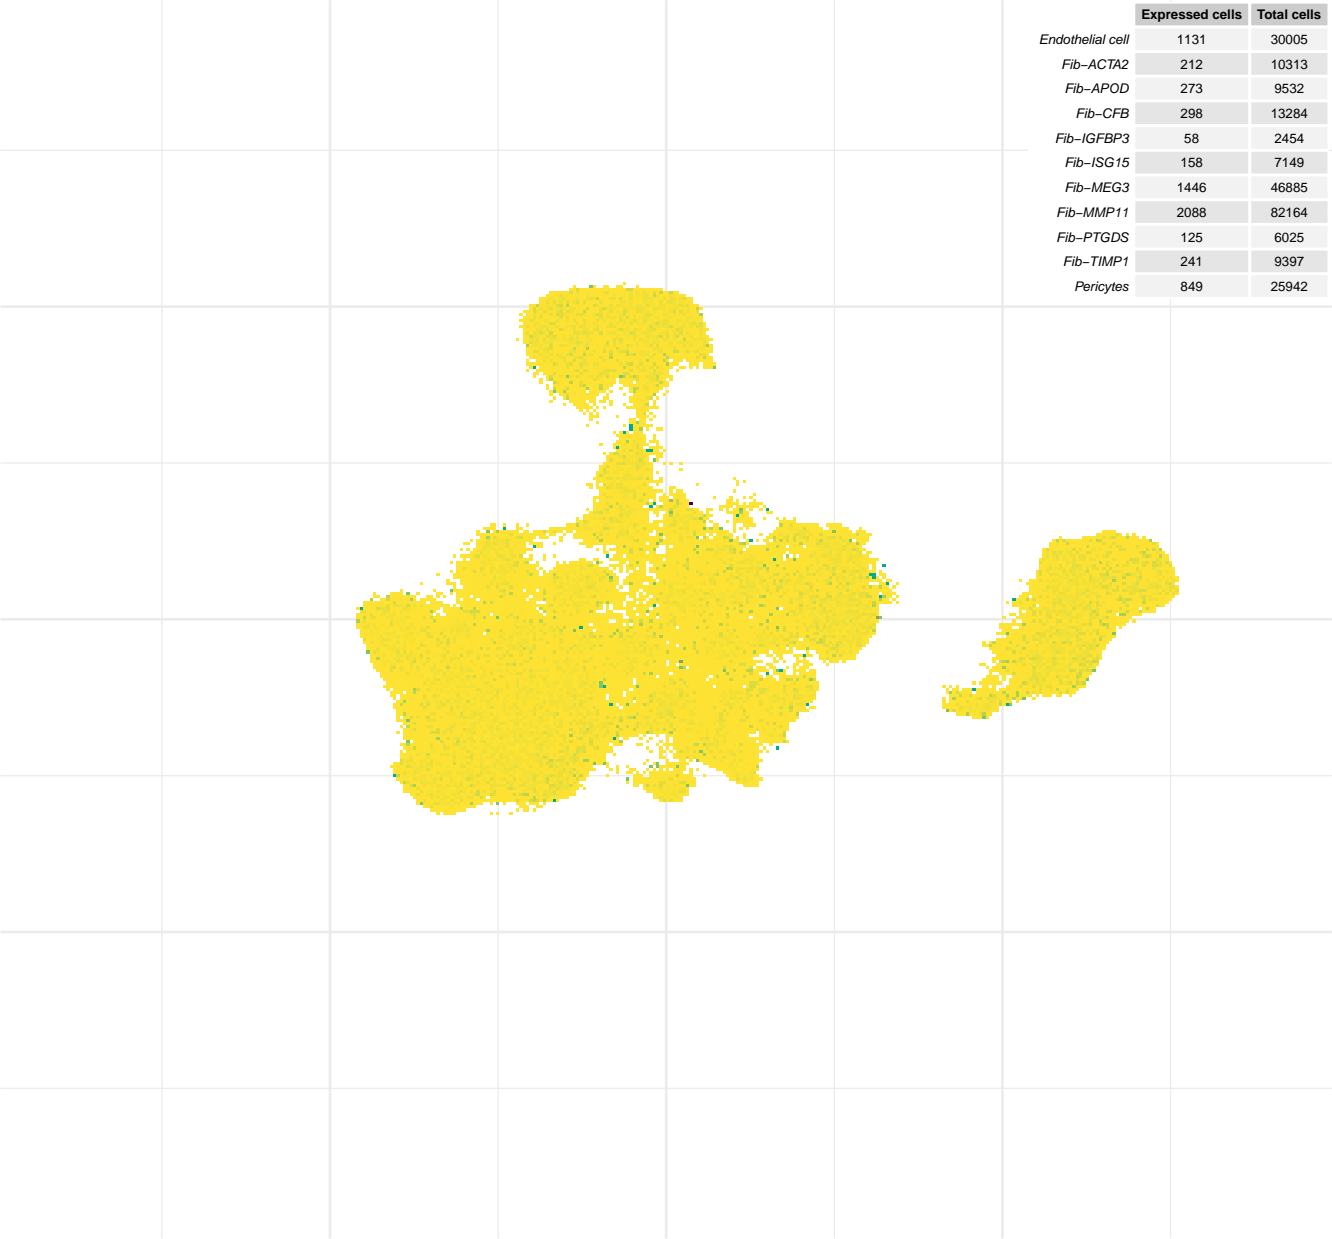 Expressed cells Total cells
Endothelial cell 1131 30005
Fib−ACTA2 212 10313
Fib−APOD 273 9532
Fib−CFB 298 13284
Fib−IGFBP3 58 2454
Fib−ISG15 158 7149
Fib−MEG3 1446 46885
Fib−MMP11 2088 82164
Fib−PTGDS 125 6025
Fib−TIMP1 241 9397
Pericytes 849 25942